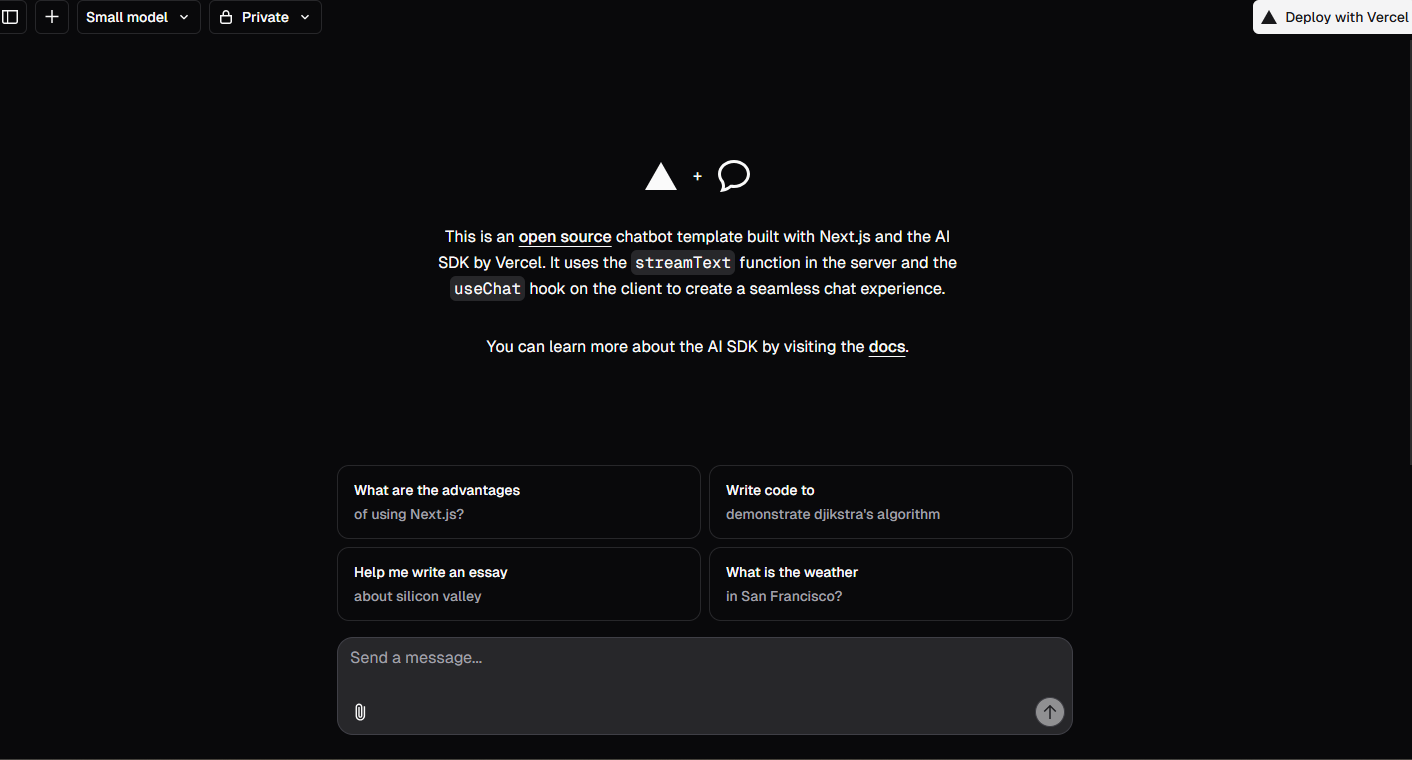 Small model
Private
Deploy with Vercel
+
This is an open source chatbot template built with Next.js and the AI
SDK by Vercel. It uses the streamText function in the server and the
useChat hook on the client to create a seamless chat experience.
You can learn more about the AI SDK by visiting the docs.
What are the advantages
of using Next.js?
Write code to
demonstrate djikstra's algorithm
Help me write an essay
about silicon valley
What is the weather
in San Francisco?
Send a message...